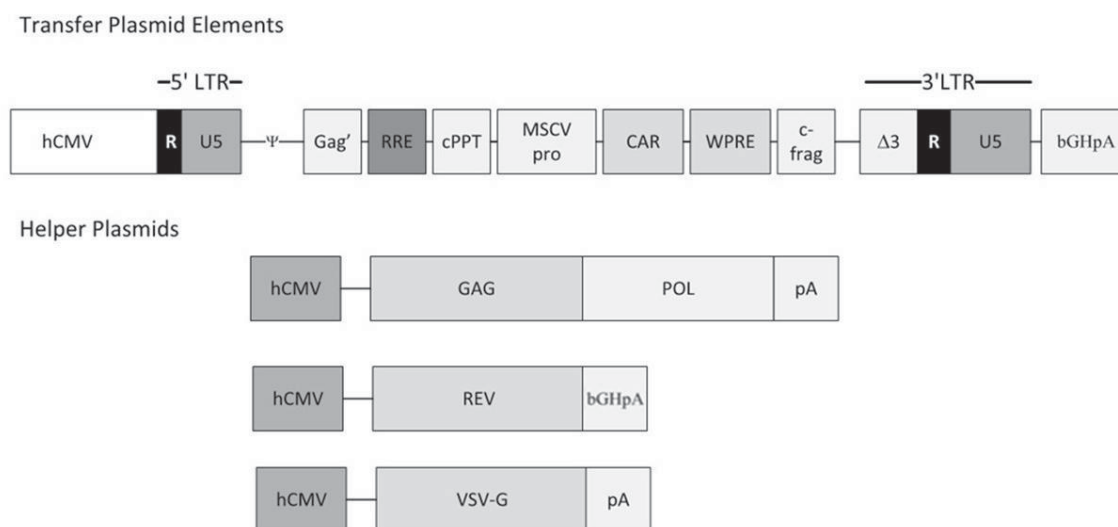 Transfer Plasmid Elements
5' LTR
3'LTR
hCMV
R
U5
Ψ
Gag'
RRE
cPPT
MSCV
pro
CAR
WPRE
c-
frag
Δ3
R
U5
bGHpA
Helper Plasmids
hCMV
GAG
POL
pA
hCMV
REV
bGHpA
hCMV
VSV-G
pA